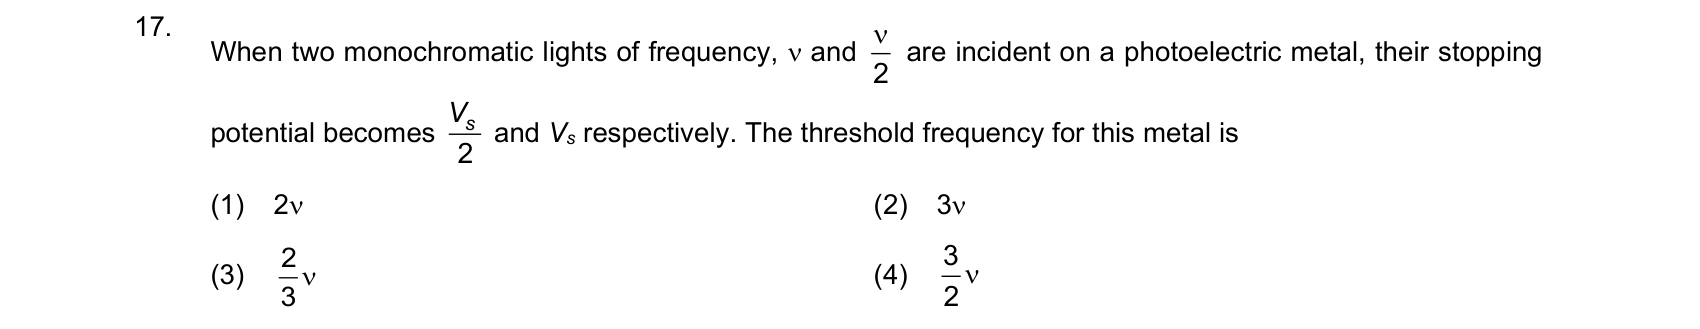 17.
When two monochromatic lights of frequency, ν and ν/2 are incident on a photoelectric metal, their stopping
potential becomes Vₛ/2 and Vₛ respectively. The threshold frequency for this metal is
(1) 2ν (2) 3ν
(3) 2/3 ν (4) 3/2 ν